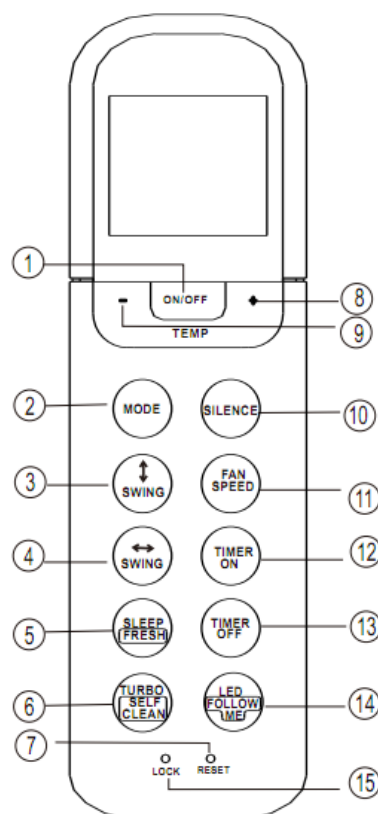 1
ON/OFF
8
-
+
9
TEMP
2
MODE
SILENCE
10
3
↕
SWING
FAN
SPEED
11
4
↔
SWING
TIMER
ON
12
5
SLEEP
FRESH
TIMER
OFF
13
6
TURBO
SELF
CLEAN
LED
FOLLOW
ME
14
7
LOCK
RESET
15